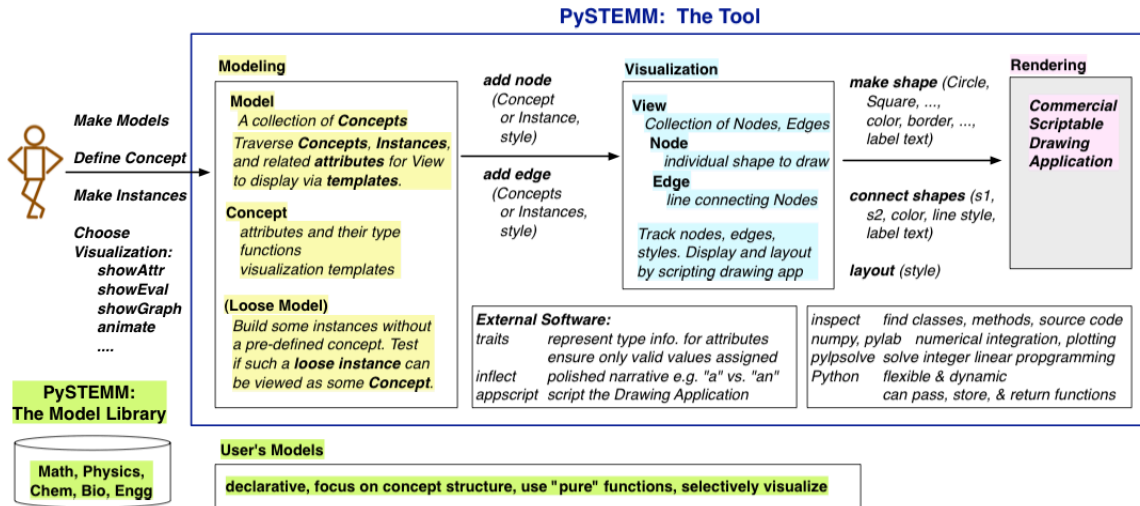 PySTEMM: The Tool
Make Models
Define Concept
Make Instances
Choose
Visualization:
showAttr
showEval
showGraph
animate
....
Modeling
Model
A collection of Concepts
Traverse Concepts, Instances,
and related attributes for View
to display via templates.
Concept
attributes and their type
functions
visualization templates
(Loose Model)
Build some instances without
a pre-defined concept. Test
if such a loose instance can
be viewed as some Concept.
add node
(Concept
or Instance,
style)
add edge
(Concepts
or Instances,
style)
Visualization
View
Collection of Nodes, Edges
Node
individual shape to draw
Edge
line connecting Nodes
Track nodes, edges,
styles. Display and layout
by scripting drawing app
make shape (Circle,
Square, ...,
color, border, ...,
label text)
connect shapes (s1,
s2, color, line style,
label text)
layout (style)
Rendering
Commercial
Scriptable
Drawing
Application
External Software:
traits represent type info. for attributes
ensure only valid values assigned
inflect polished narrative e.g. "a" vs. "an"
appscript script the Drawing Application
inspect find classes, methods, source code
numpy, pylab numerical integration, plotting
pylpsolve solve integer linear propgramming
Python flexible & dynamic
can pass, store, & return functions
PySTEMM:
The Model Library
Math, Physics,
Chem, Bio, Engg
User's Models
declarative, focus on concept structure, use "pure" functions, selectively visualize